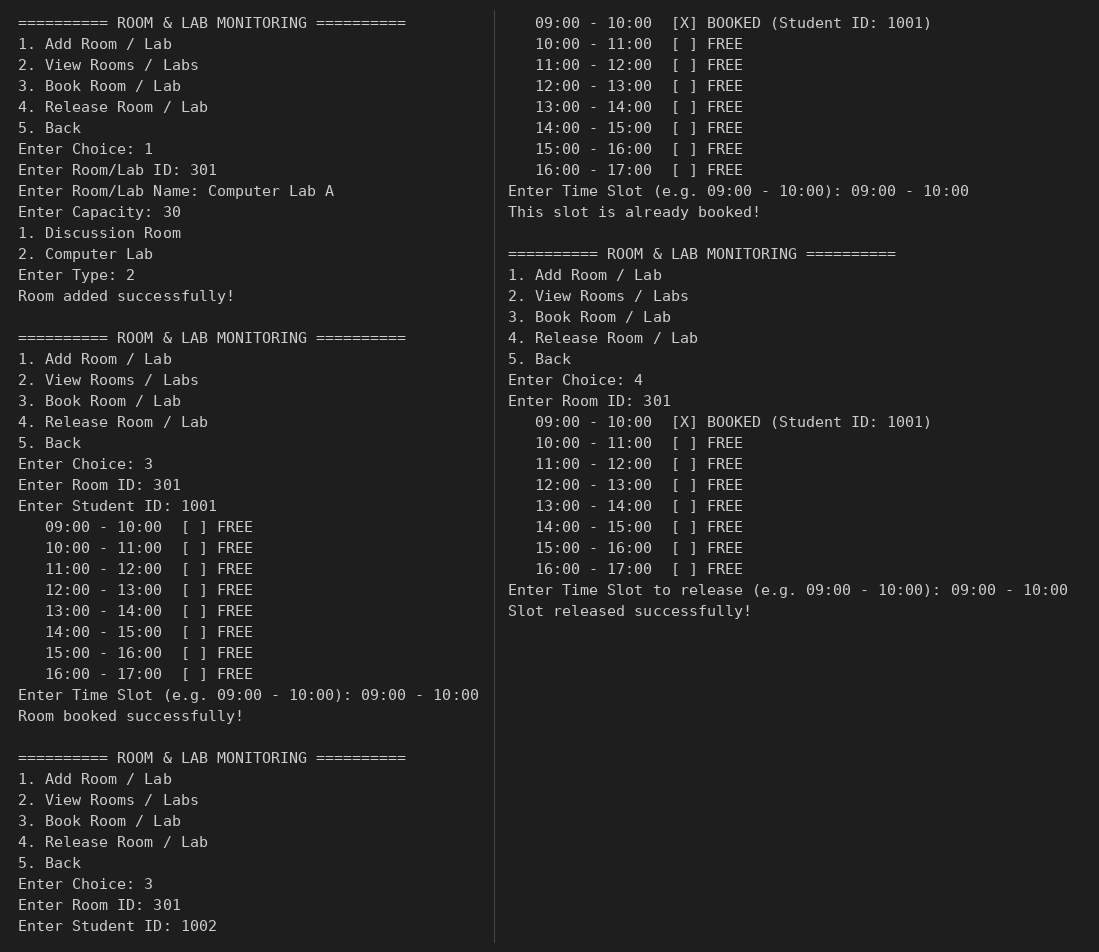 ========== ROOM & LAB MONITORING ==========
1. Add Room / Lab
2. View Rooms / Labs
3. Book Room / Lab
4. Release Room / Lab
5. Back
Enter Choice: 1
Enter Room/Lab ID: 301
Enter Room/Lab Name: Computer Lab A
Enter Capacity: 30
1. Discussion Room
2. Computer Lab
Enter Type: 2
Room added successfully!

========== ROOM & LAB MONITORING ==========
1. Add Room / Lab
2. View Rooms / Labs
3. Book Room / Lab
4. Release Room / Lab
5. Back
Enter Choice: 3
Enter Room ID: 301
Enter Student ID: 1001
   09:00 - 10:00  [ ] FREE
   10:00 - 11:00  [ ] FREE
   11:00 - 12:00  [ ] FREE
   12:00 - 13:00  [ ] FREE
   13:00 - 14:00  [ ] FREE
   14:00 - 15:00  [ ] FREE
   15:00 - 16:00  [ ] FREE
   16:00 - 17:00  [ ] FREE
Enter Time Slot (e.g. 09:00 - 10:00): 09:00 - 10:00
Room booked successfully!

========== ROOM & LAB MONITORING ==========
1. Add Room / Lab
2. View Rooms / Labs
3. Book Room / Lab
4. Release Room / Lab
5. Back
Enter Choice: 3
Enter Room ID: 301
Enter Student ID: 1002
   09:00 - 10:00  [X] BOOKED (Student ID: 1001)
   10:00 - 11:00  [ ] FREE
   11:00 - 12:00  [ ] FREE
   12:00 - 13:00  [ ] FREE
   13:00 - 14:00  [ ] FREE
   14:00 - 15:00  [ ] FREE
   15:00 - 16:00  [ ] FREE
   16:00 - 17:00  [ ] FREE
Enter Time Slot (e.g. 09:00 - 10:00): 09:00 - 10:00
This slot is already booked!

========== ROOM & LAB MONITORING ==========
1. Add Room / Lab
2. View Rooms / Labs
3. Book Room / Lab
4. Release Room / Lab
5. Back
Enter Choice: 4
Enter Room ID: 301
   09:00 - 10:00  [X] BOOKED (Student ID: 1001)
   10:00 - 11:00  [ ] FREE
   11:00 - 12:00  [ ] FREE
   12:00 - 13:00  [ ] FREE
   13:00 - 14:00  [ ] FREE
   14:00 - 15:00  [ ] FREE
   15:00 - 16:00  [ ] FREE
   16:00 - 17:00  [ ] FREE
Enter Time Slot to release (e.g. 09:00 - 10:00): 09:00 - 10:00
Slot released successfully!